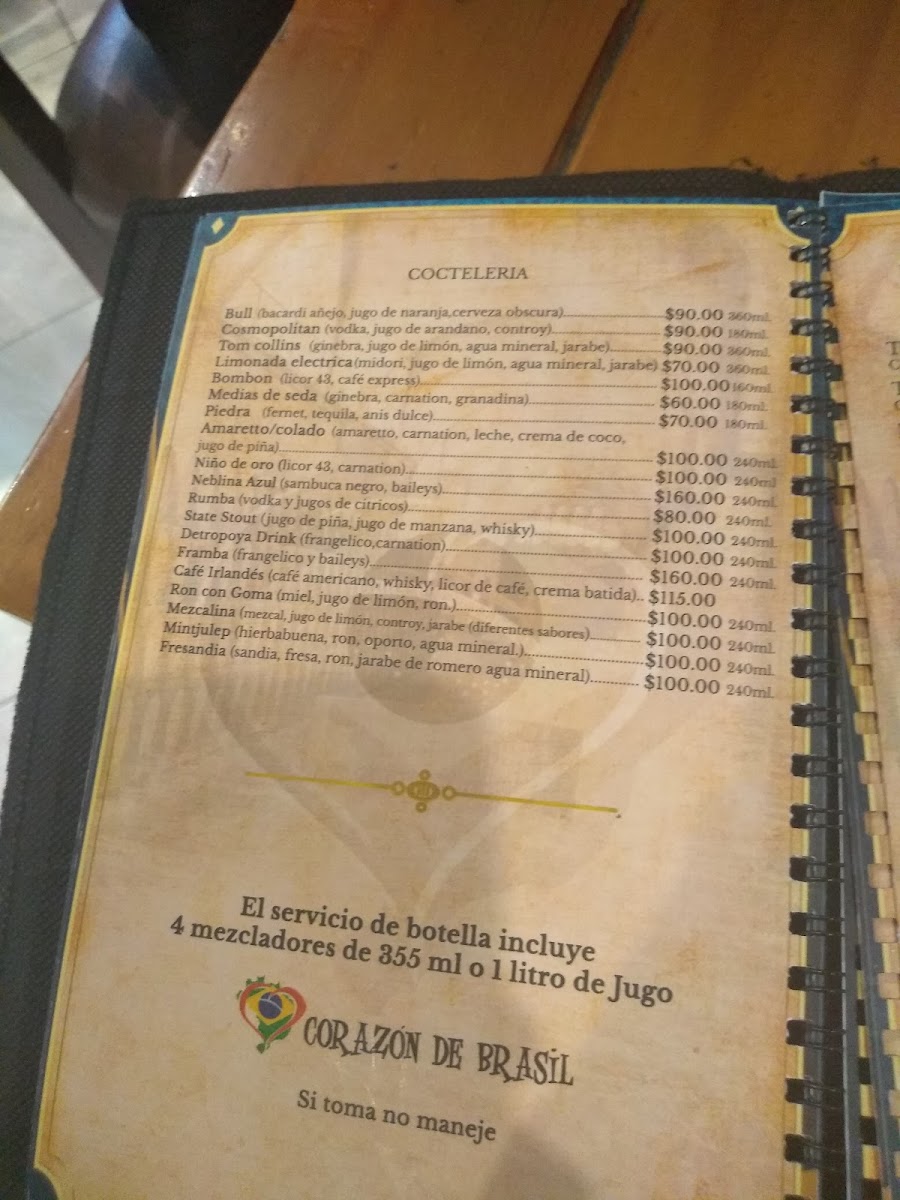 COCTELERIA
Bull (bacardi añejo, jugo de naranja,cerveza obscura) $90.00 360ml.
Cosmopolitan (vodka, jugo de arandano, controy) $90.00 180ml.
Tom collins (ginebra, jugo de limón, agua mineral, jarabe) $90.00 360ml.
Limonada electrica(midori, jugo de limón, agua mineral, jarabe) $70.00 360ml.
Bombon (licor 43, café express) $100.00 160ml.
Medias de seda (ginebra, carnation, granadina) $60.00 180ml.
Piedra (fernet, tequila, anis dulce) $70.00 180ml.
Amaretto/colado (amaretto, carnation, leche, crema de coco,
jugo de piña) $100.00 240ml.
Niño de oro (licor 43, carnation) $100.00 240ml.
Neblina Azul (sambuca negro, baileys) $160.00 240ml.
Rumba (vodka y jugos de citricos) $80.00 240ml.
State Stout (jugo de piña, jugo de manzana, whisky) $100.00 240ml.
Detropoya Drink (frangelico,carnation) $100.00 240ml.
Framba (frangelico y baileys) $160.00 240ml.
Café Irlandés (café americano, whisky, licor de café, crema batida).. $115.00
Ron con Goma (miel, jugo de limón, ron.) $100.00 240ml.
Mezcalina (mezcal, jugo de limón, controy, jarabe (diferentes sabores) $100.00 240ml.
Mintjulep (hierbabuena, ron, oporto, agua mineral.) $100.00 240ml.
Fresandia (sandia, fresa, ron, jarabe de romero agua mineral) $100.00 240ml.
El servicio de botella incluye
4 mezcladores de 355 ml o 1 litro de Jugo
CORAZÓN DE BRASIL
Si toma no maneje